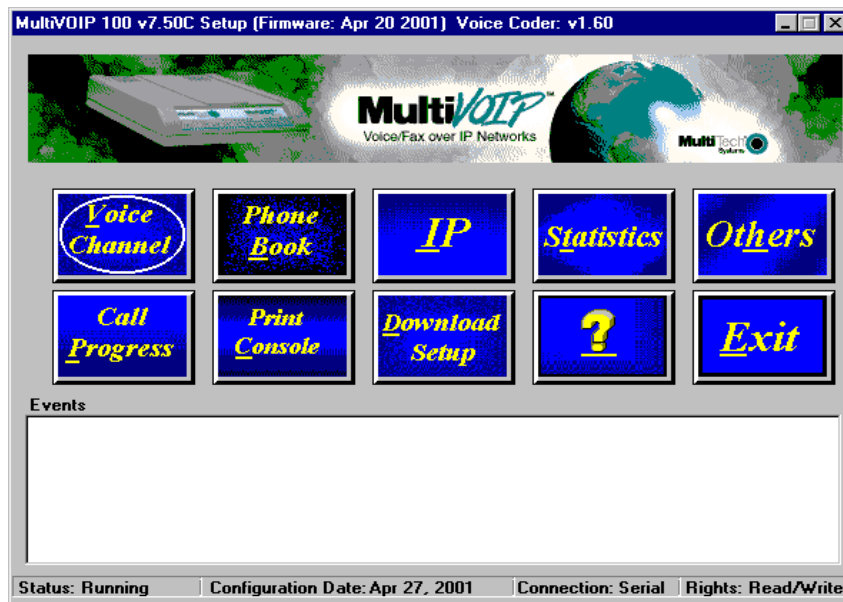 MultiVOIP 100 v7.50C Setup (Firmware: Apr 20 2001) Voice Coder: v1.60
MultiVOIP™
Voice/Fax over IP Networks
MultiTech
Systems
Voice
Channel
Phone
Book
IP
Statistics
Others
Call
Progress
Print
Console
Download
Setup
?
Exit
Events
Status: Running
Configuration Date: Apr 27, 2001
Connection: Serial
Rights: Read/Write